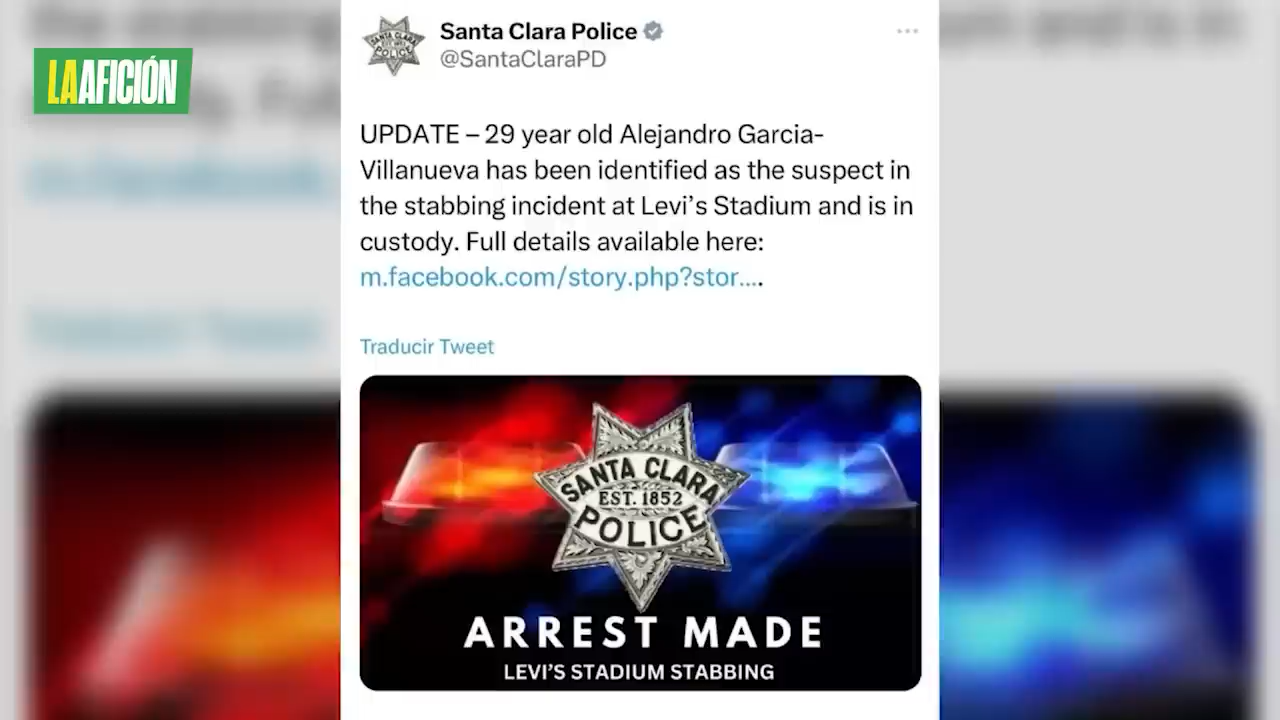 LAAFICIÓN
Santa Clara Police
@SantaClaraPD
UPDATE – 29 year old Alejandro Garcia-
Villanueva has been identified as the suspect in
the stabbing incident at Levi’s Stadium and is in
custody. Full details available here:
m.facebook.com/story.php?stor....
Traducir Tweet
SANTA CLARA
EST. 1852
POLICE
ARREST MADE
LEVI’S STADIUM STABBING